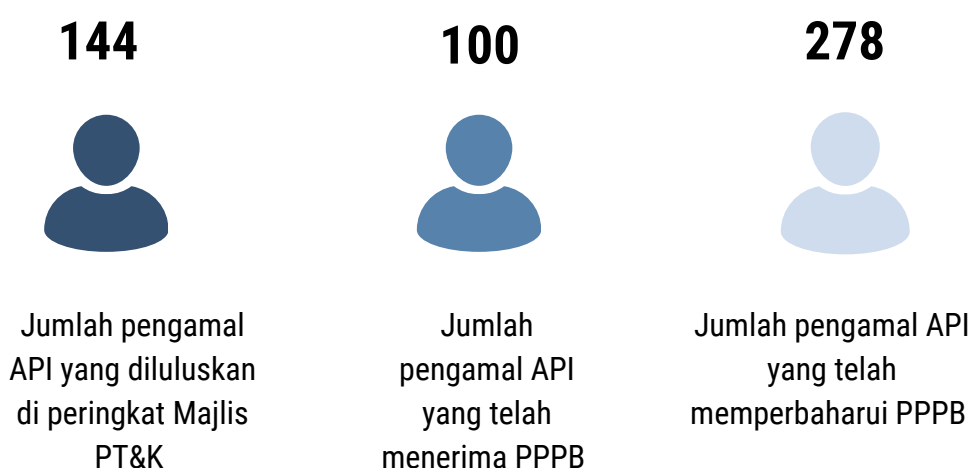 144
Jumlah pengamal
API yang diluluskan
di peringkat Majlis
PT&K
100
Jumlah
pengamal API
yang telah
menerima PPPB
278
Jumlah pengamal API
yang telah
memperbaharui PPPB